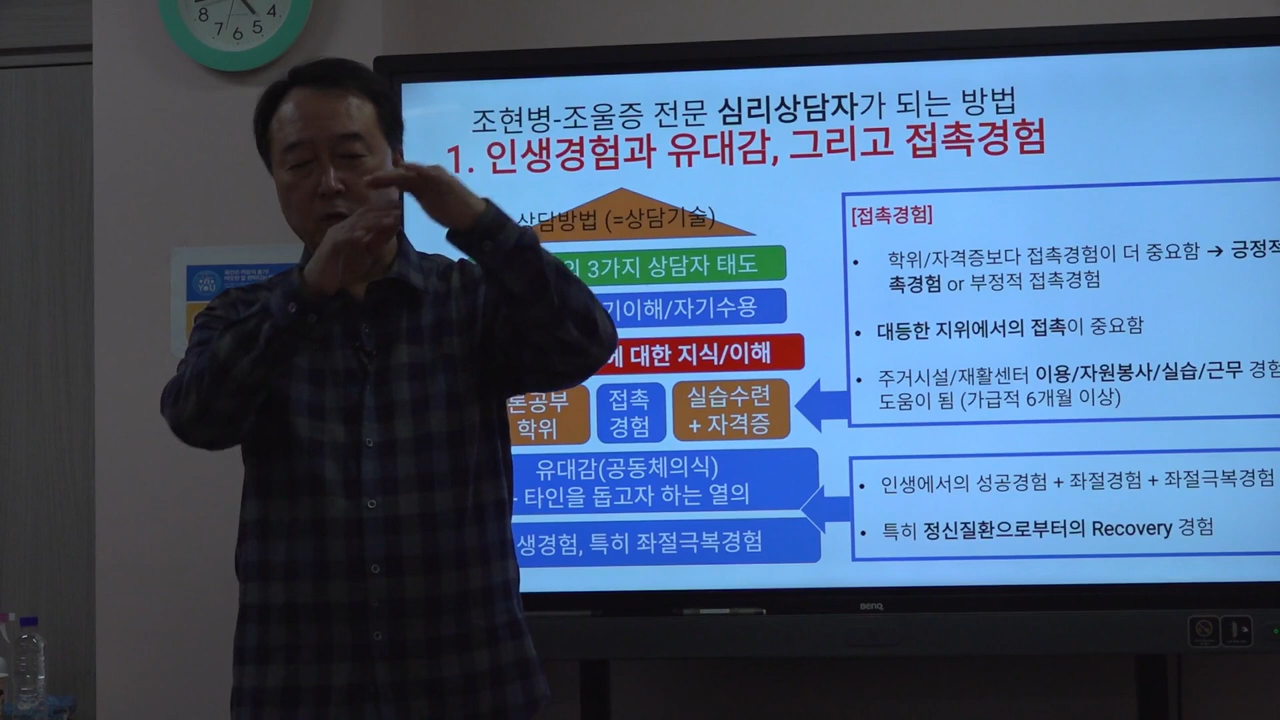 8
7
6
5
4
조현병-조울증 전문 심리상담자가 되는 방법
1. 인생경험과 유대감, 그리고 접촉경험
상담방법 (=상담기술)
3가지 상담자 태도
기이해/자기수용
대한 지식/이해
론공부
학위
접촉
경험
실습수련
+ 자격증
유대감(공동체의식)
+ 타인을 돕고자 하는 열의
생경험, 특히 좌절극복경험
[접촉경험]
• 학위/자격증보다 접촉경험이 더 중요함 → 긍정적
촉경험 or 부정적 접촉경험
• 대등한 지위에서의 접촉이 중요함
• 주거시설/재활센터 이용/자원봉사/실습/근무 경험
도움이 됨 (가급적 6개월 이상)
• 인생에서의 성공경험 + 좌절경험 + 좌절극복경험
• 특히 정신질환으로부터의 Recovery 경험
BenQ